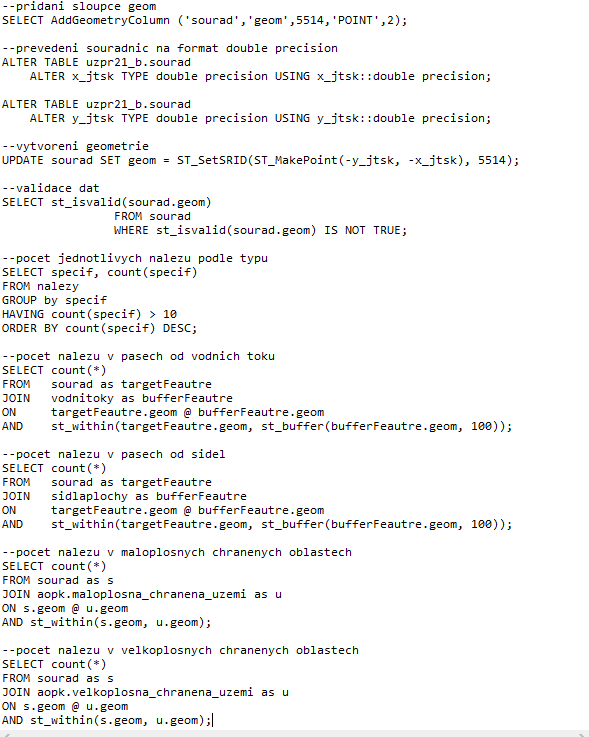 --pridani sloupce geom
SELECT AddGeometryColumn ('sourad','geom',5514,'POINT',2);
--prevedeni souradnic na format double precision
ALTER TABLE uzpr21_b.sourad
ALTER x_jtsk TYPE double precision USING x_jtsk::double precision;
ALTER TABLE uzpr21_b.sourad
ALTER y_jtsk TYPE double precision USING y_jtsk::double precision;
--vytvoreni geometrie
UPDATE sourad SET geom = ST_SetSRID(ST_MakePoint(-y_jtsk, -x_jtsk), 5514);
--validace dat
SELECT st_isvalid(sourad.geom)
FROM sourad
WHERE st_isvalid(sourad.geom) IS NOT TRUE;
--pocet jednotlivych nalezu podle typu
SELECT specif, count(specif)
FROM nalezy
GROUP by specif
HAVING count(specif) > 10
ORDER BY count(specif) DESC;
--pocet nalezu v pasech od vodnich toku
SELECT count(*)
FROM   sourad as targetFeautre
JOIN   vodnitoky as bufferFeautre
ON     targetFeautre.geom @ bufferFeautre.geom
AND    st_within(targetFeautre.geom, st_buffer(bufferFeautre.geom, 100));
--pocet nalezu v pasech od sidel
SELECT count(*)
FROM   sourad as targetFeautre
JOIN   sidlaplochy as bufferFeautre
ON     targetFeautre.geom @ bufferFeautre.geom
AND    st_within(targetFeautre.geom, st_buffer(bufferFeautre.geom, 100));
--pocet nalezu v maloplosnych chranenych oblastech
SELECT count(*)
FROM sourad as s
JOIN aopk.maloplosna_chranena_uzemi as u
ON s.geom @ u.geom
AND st_within(s.geom, u.geom);
--pocet nalezu v velkoplosnych chranenych oblastech
SELECT count(*)
FROM sourad as s
JOIN aopk.velkoplosna_chranena_uzemi as u
ON s.geom @ u.geom
AND st_within(s.geom, u.geom);